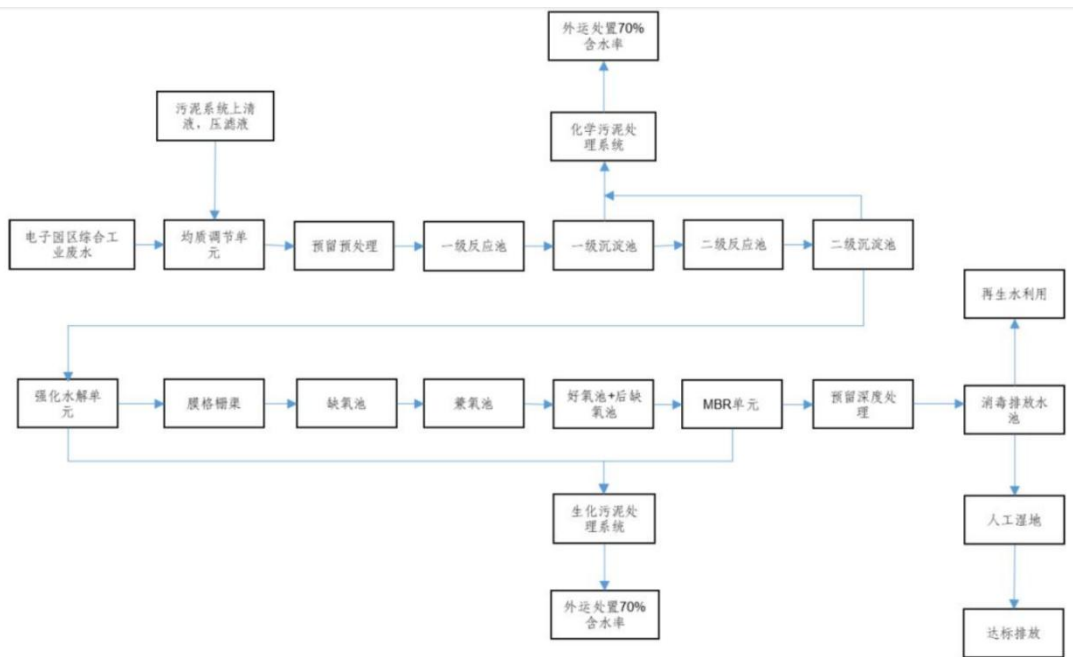 外运处置70%
含水率
污泥系统上清
液，压滤液
化学污泥处
理系统
电子园区综合工
业废水
均质调节单
元
预留预处理
一级反应池
一级沉淀池
二级反应池
二级沉淀池
再生水利用
强化水解单
元
膜格栅渠
缺氧池
兼氧池
好氧池+后缺
氧池
MBR单元
预留深度处
理
消毒排放水
池
生化污泥处
理系统
人工湿地
外运处置70%
含水率
达标排放